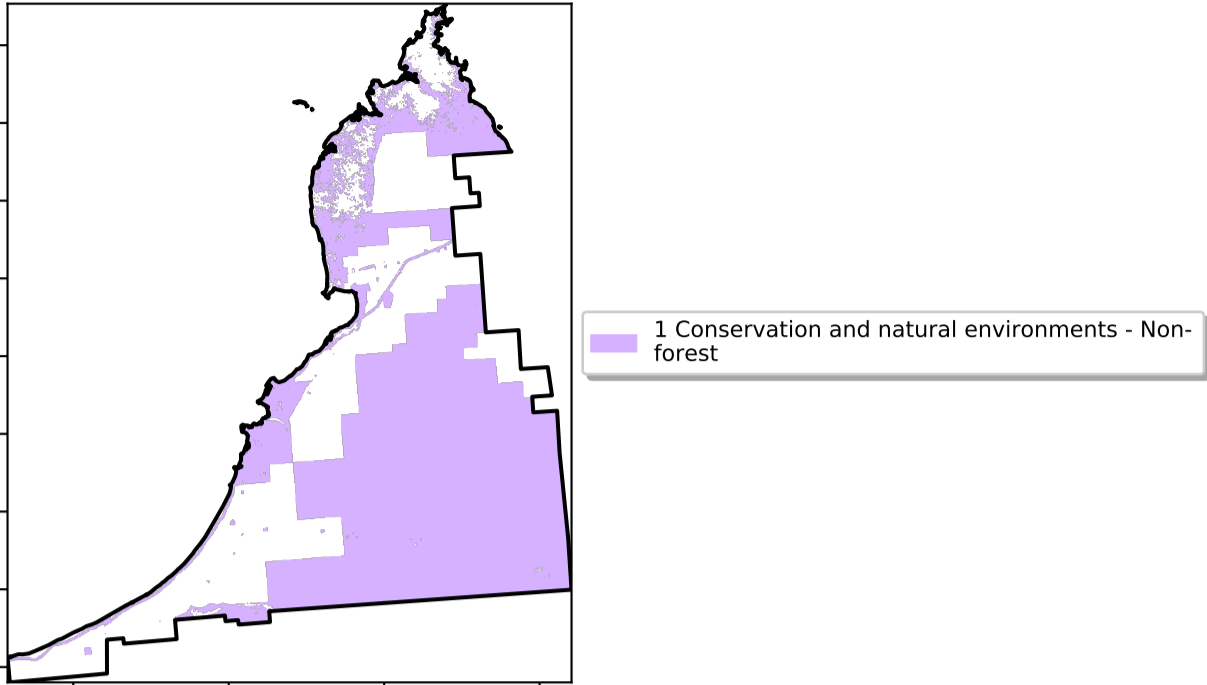 1 Conservation and natural environments - Non-
forest